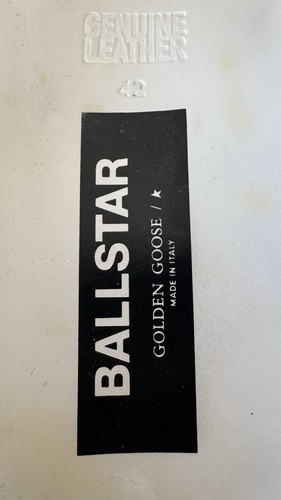 GENUINE
LEATHER
42
BALLSTAR
GOLDEN GOOSE /
MADE IN ITALY